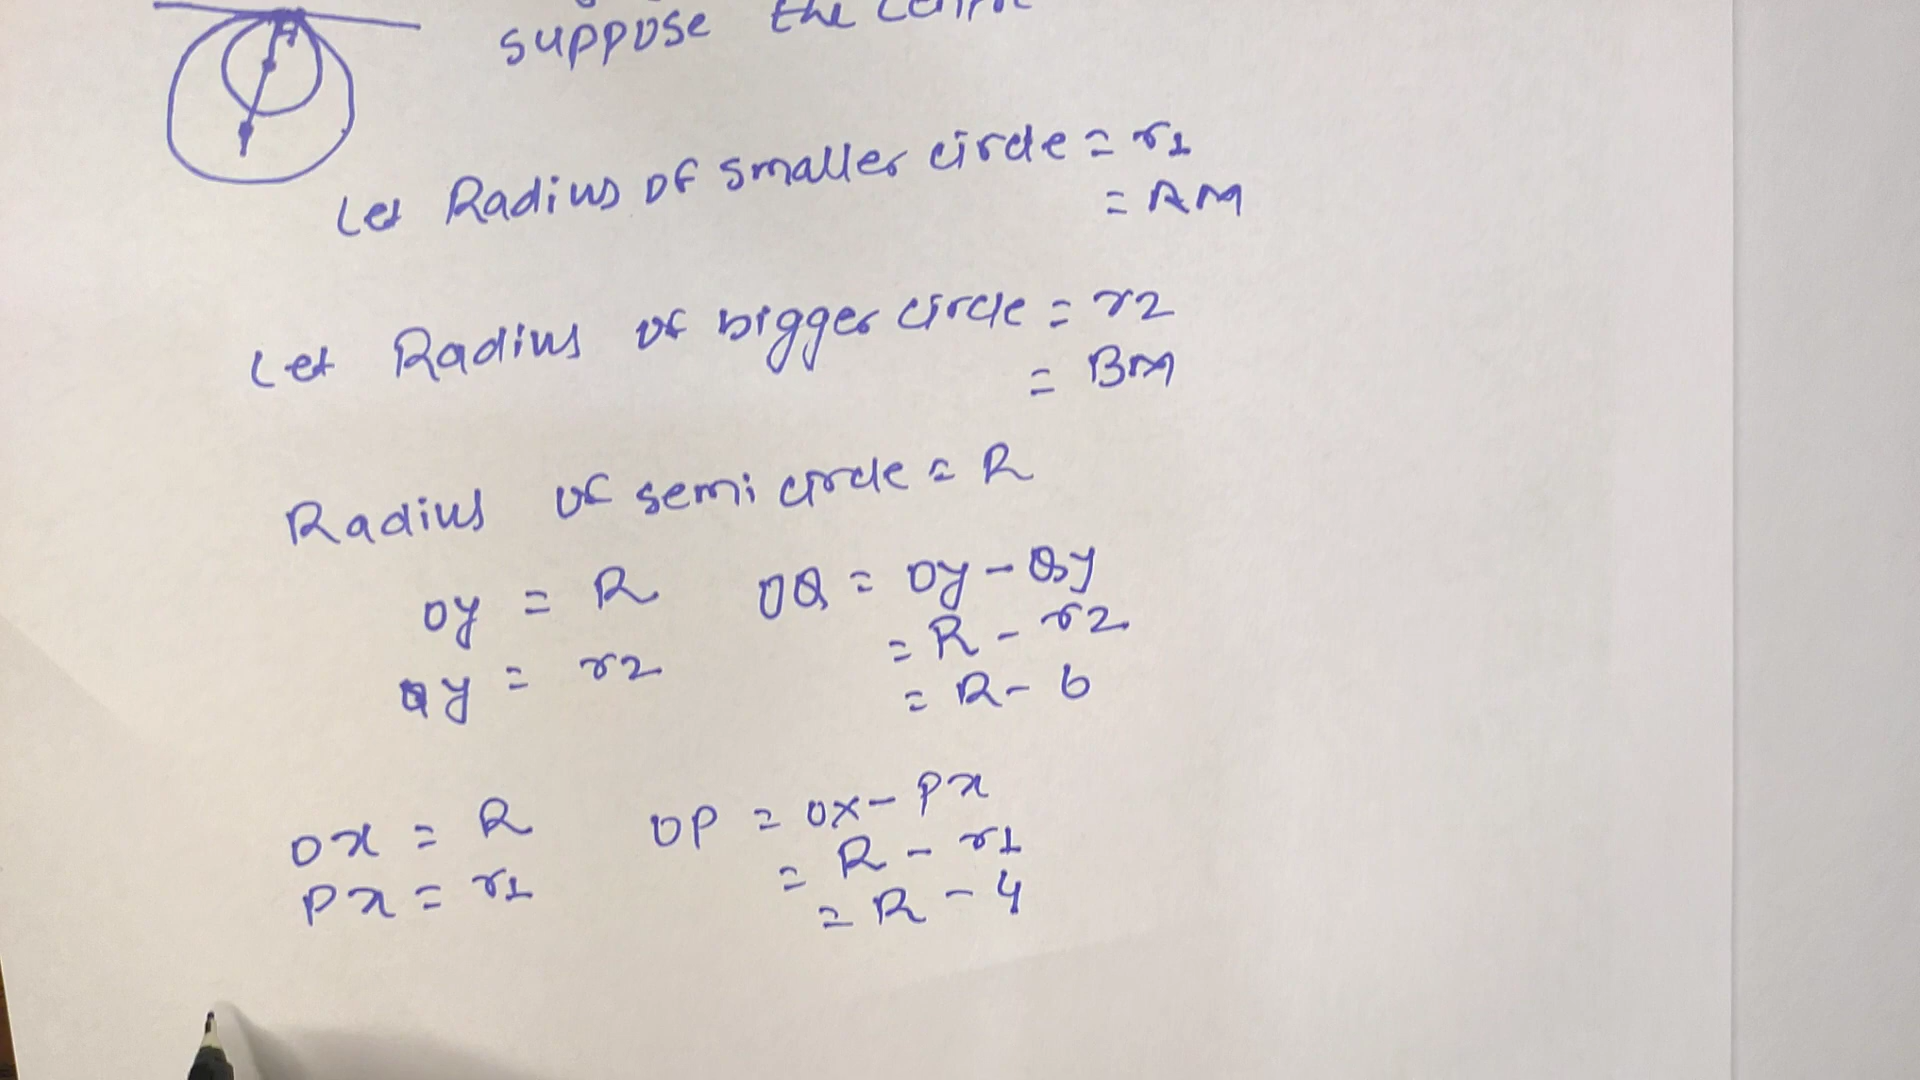 suppose the
Let Radius of smaller circle = r1
= AM
Let Radius of bigger circle = r2
= BM
Radius of semi circle = R
oy = R OQ = oy - Qy
= R - r2
Qy = r2
= R - 6
ox = R OP = ox - Px
= R - r1
Px = r1
= R - 4